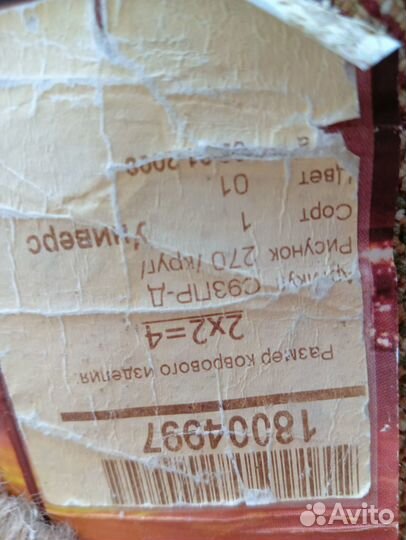 18004997
Размер коврового изделия
2x2=4
С93ПР-Д
Рисунок 270 /круг/
Сорт 1 Универс
Цвет 01
Avito